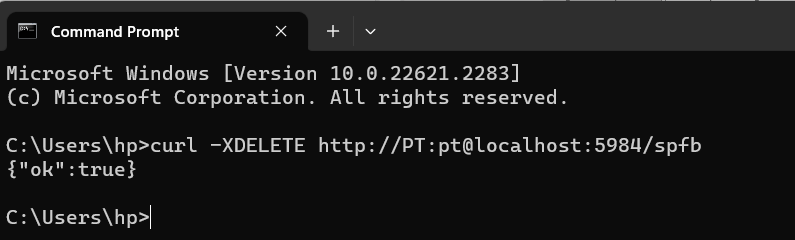 Command Prompt
Microsoft Windows [Version 10.0.22621.2283]
(c) Microsoft Corporation. All rights reserved.
C:\Users\hp>curl -XDELETE http://PT:pt@localhost:5984/spfb
{"ok":true}
C:\Users\hp>